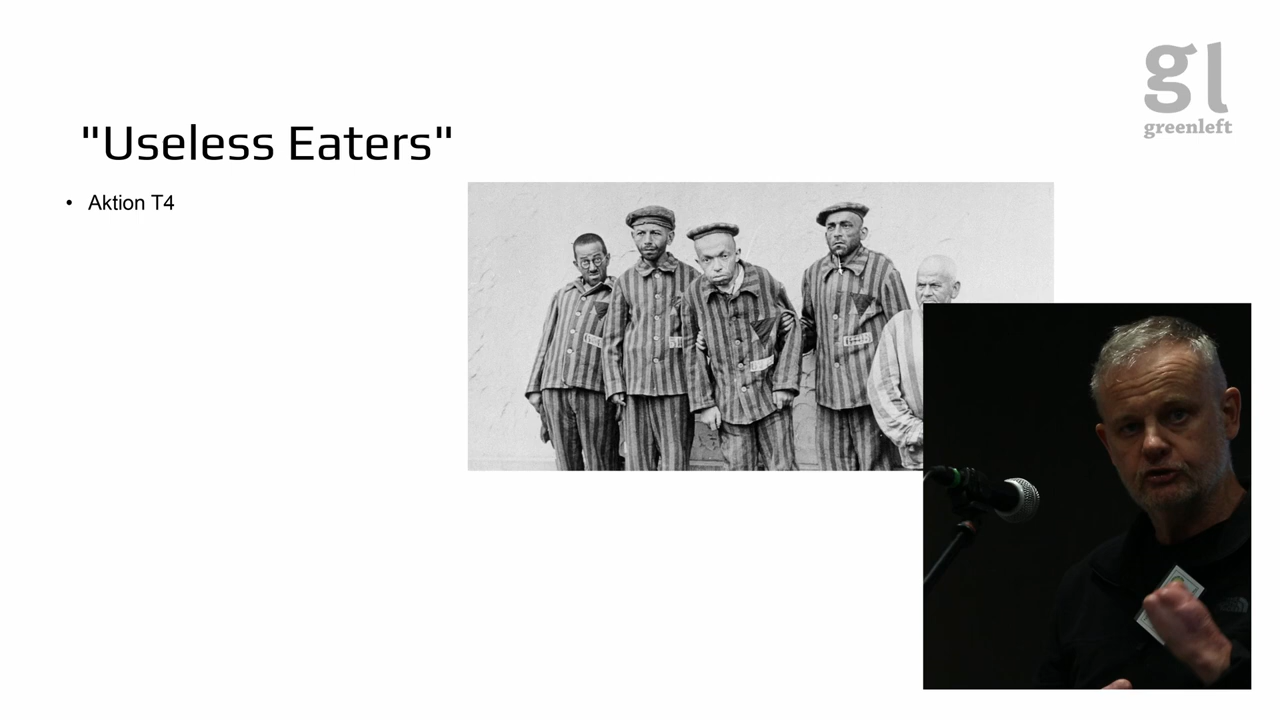 gl
greenleft
"Useless Eaters"
• Aktion T4